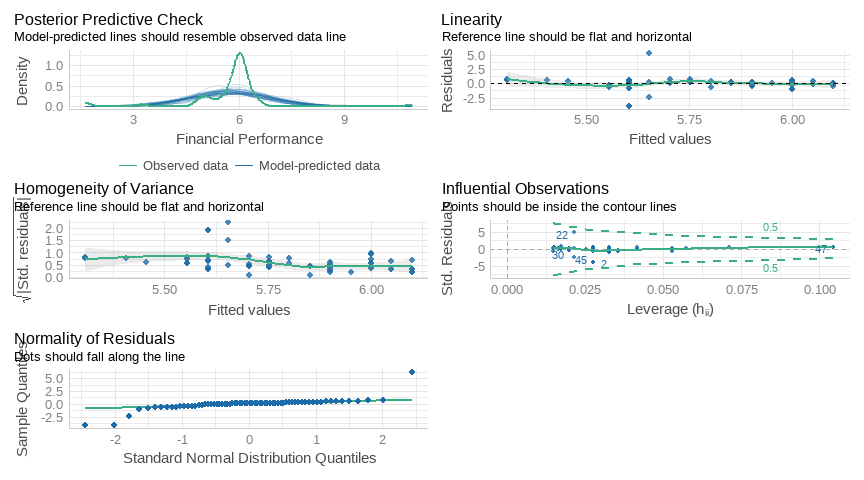 Posterior Predictive Check
Model-predicted lines should resemble observed data line
Density
1.0
0.5
0.0
3
6
9
Financial Performance
Observed data
Model-predicted data
Linearity
Reference line should be flat and horizontal
Residuals
5.0
2.5
0.0
-2.5
5.50
5.75
6.00
Fitted values
Homogeneity of Variance
Reference line should be flat and horizontal
√|Std. residuals|
2.0
1.5
1.0
0.5
0.0
5.50
5.75
6.00
Fitted values
Influential Observations
Points should be inside the contour lines
Std. Residuals
5
0
-5
0.5
22
47
30
45
2
0.5
0.000
0.025
0.050
0.075
0.100
Leverage (hii)
Normality of Residuals
Dots should fall along the line
Sample Quantiles
5.0
2.5
0.0
-2.5
-2
-1
0
1
2
Standard Normal Distribution Quantiles